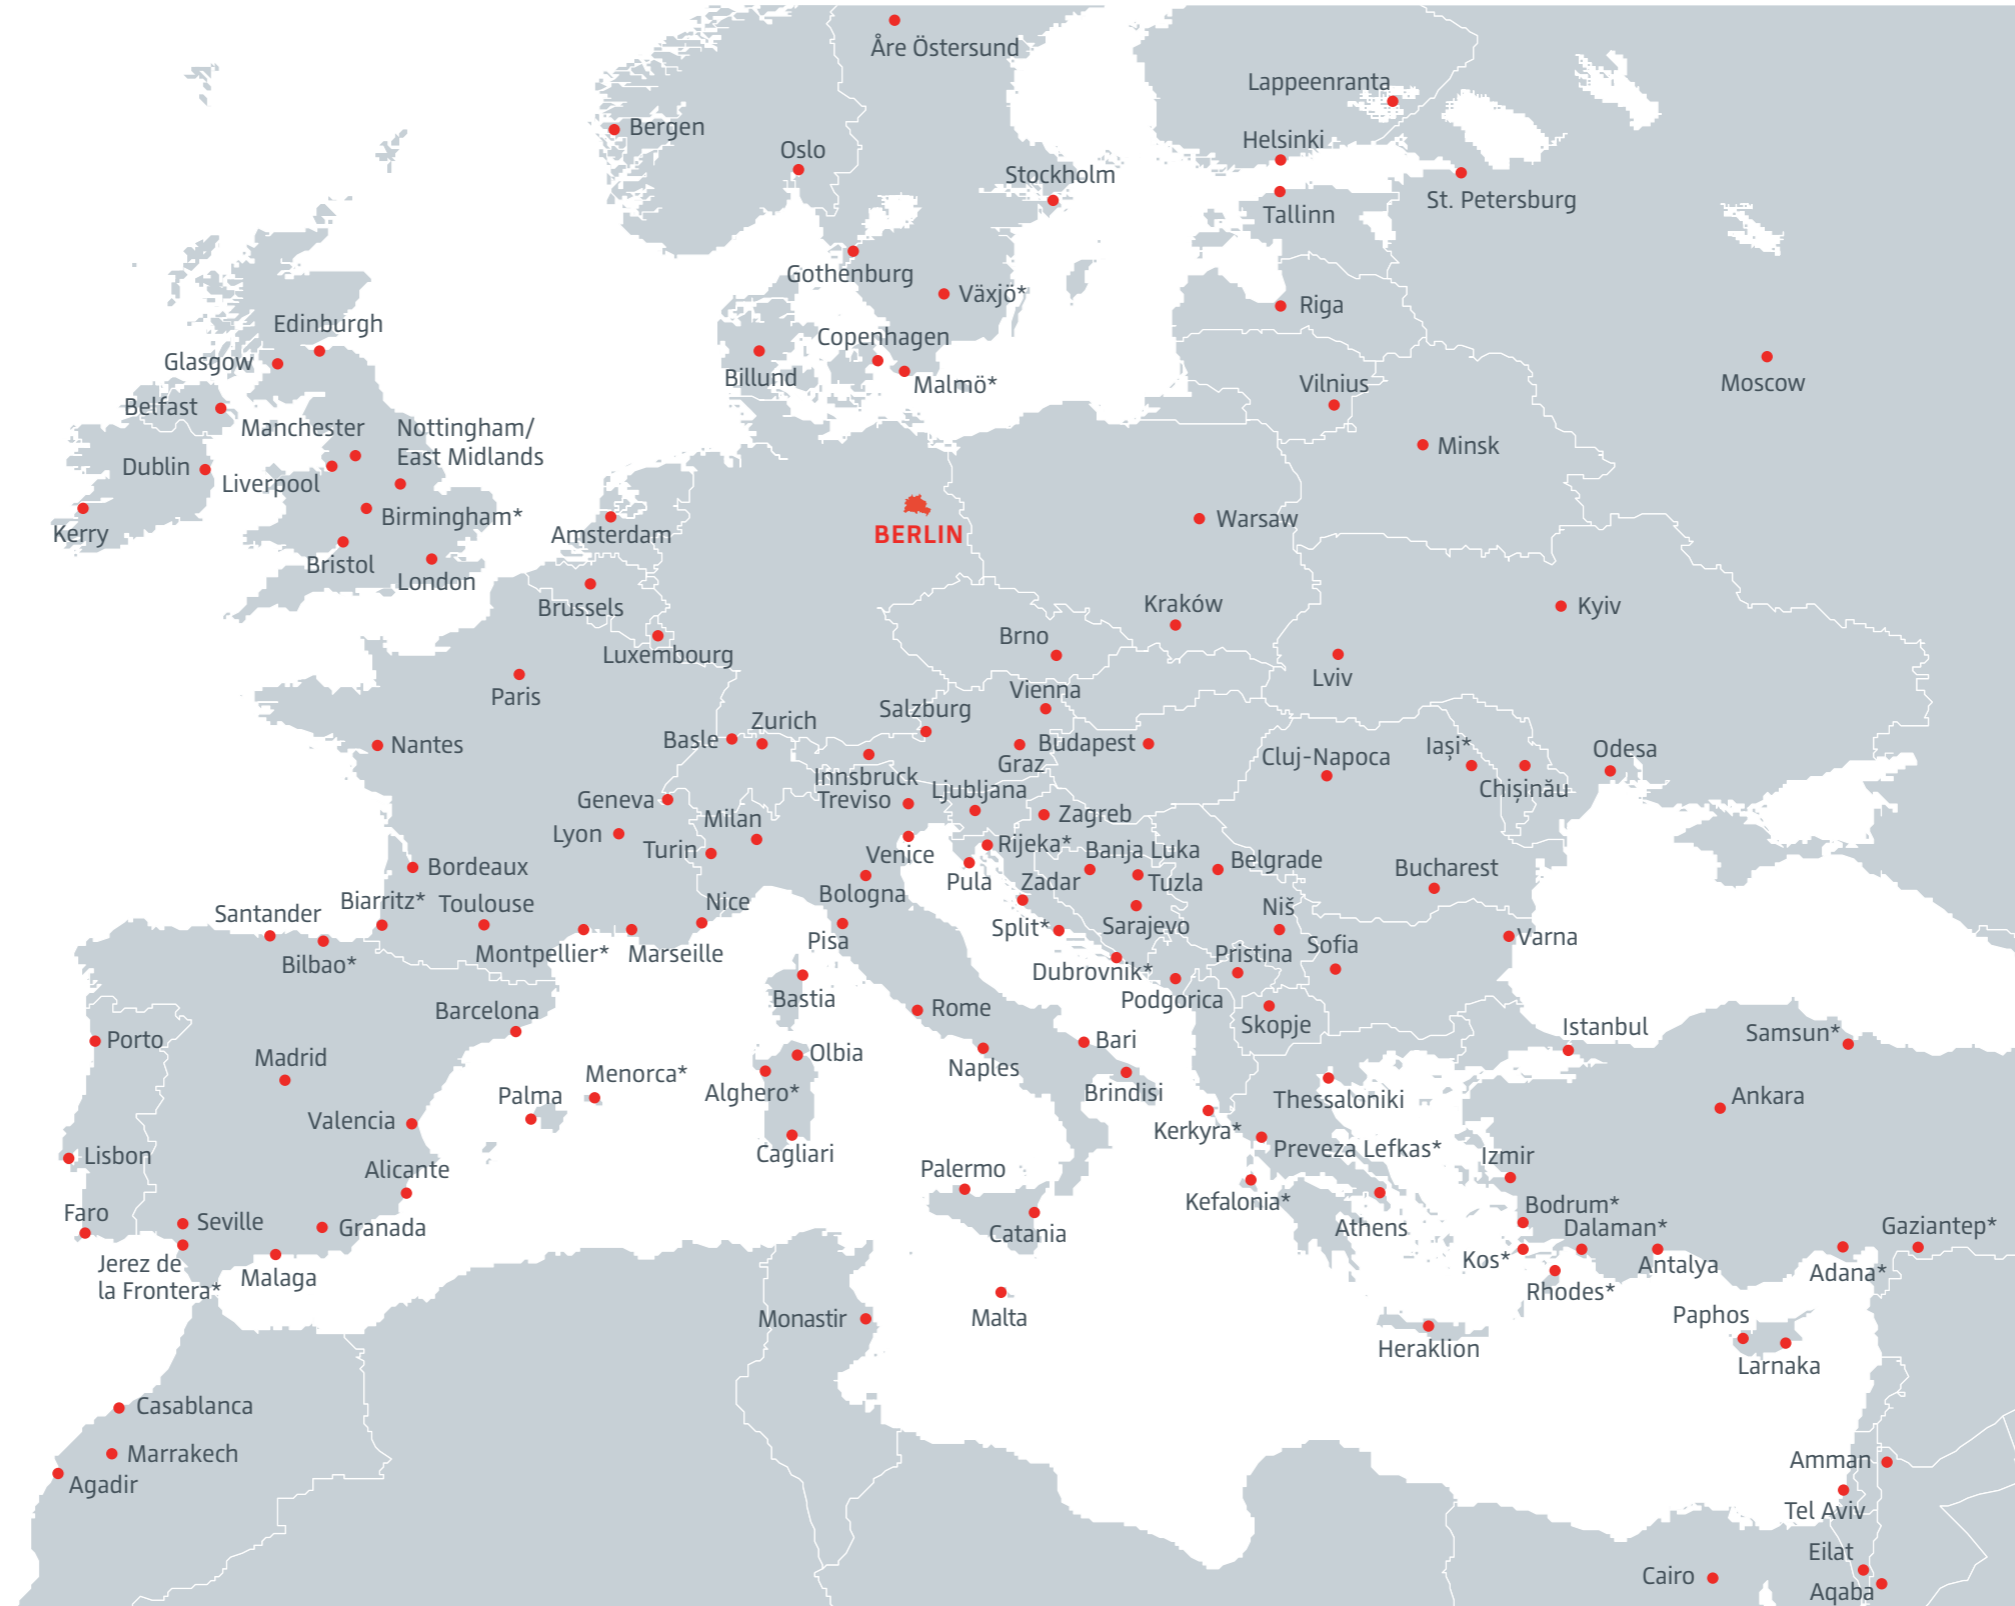 Åre Östersund
Lappeenranta
Bergen
Helsinki
Oslo
Stockholm
St. Petersburg
Tallinn
Gothenburg
Växjö*
Riga
Edinburgh
Copenhagen
Glasgow
Billund
Malmö*
Vilnius
Moscow
Belfast
Manchester
Nottingham/
East Midlands
Minsk
Dublin
Liverpool
Birmingham*
Kerry
Amsterdam
BERLIN
Warsaw
Bristol
London
Brussels
Kraków
Kyiv
Brno
Luxembourg
Lviv
Paris
Vienna
Salzburg
Zurich
Basle
Nantes
Budapest
Graz
Cluj-Napoca
Iași*
Odesa
Innsbruck
Chișinău
Treviso
Ljubljana
Geneva
Milan
Zagreb
Lyon
Turin
Venice
Rijeka*
Banja Luka
Belgrade
Bordeaux
Bologna
Pula
Zadar
Tuzla
Bucharest
Biarritz*
Toulouse
Nice
Santander
Niš
Split*
Sarajevo
Pisa
Sofia
Varna
Bilbao*
Montpellier*
Marseille
Pristina
Dubrovnik*
Bastia
Podgorica
Barcelona
Rome
Skopje
Istanbul
Samsun*
Porto
Bari
Olbia
Madrid
Naples
Menorca*
Alghero*
Brindisi
Palma
Thessaloniki
Ankara
Valencia
Kerkyra*
Lisbon
Cagliari
Preveza Lefkas*
Izmir
Alicante
Palermo
Kefalonia*
Bodrum*
Faro
Seville
Granada
Catania
Athens
Dalaman*
Gaziantep*
Jerez de
la Frontera*
Malaga
Kos*
Antalya
Adana*
Rhodes*
Monastir
Malta
Paphos
Heraklion
Larnaka
Casablanca
Marrakech
Amman
Agadir
Tel Aviv
Eilat
Cairo
Aqaba